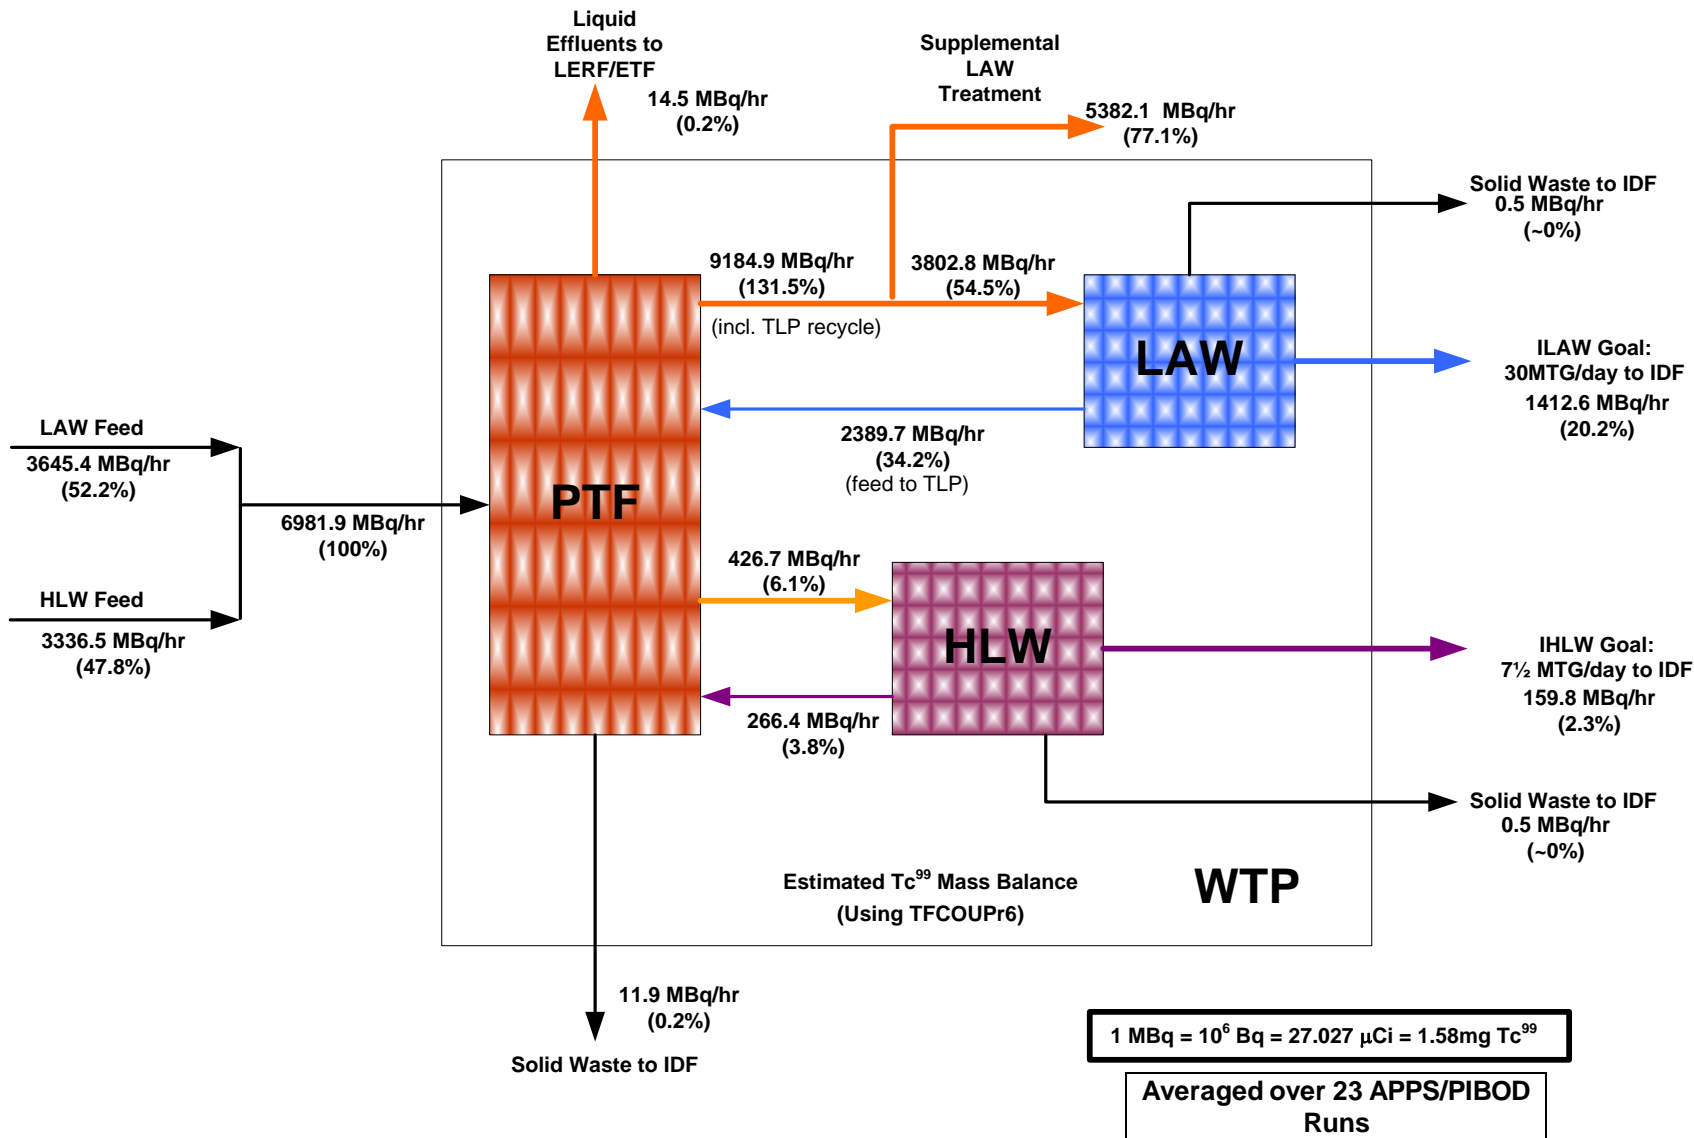 Liquid
Effluents to
LERF/ETF
14.5 MBq/hr
(0.2%)
Supplemental
LAW
Treatment
5382.1 MBq/hr
(77.1%)
Solid Waste to IDF
0.5 MBq/hr
(~0%)
9184.9 MBq/hr
(131.5%)
(incl. TLP recycle)
3802.8 MBq/hr
(54.5%)
LAW
ILAW Goal:
30MTG/day to IDF
1412.6 MBq/hr
(20.2%)
2389.7 MBq/hr
(34.2%)
(feed to TLP)
LAW Feed
3645.4 MBq/hr
(52.2%)
6981.9 MBq/hr
(100%)
PTF
HLW Feed
3336.5 MBq/hr
(47.8%)
426.7 MBq/hr
(6.1%)
HLW
266.4 MBq/hr
(3.8%)
IHLW Goal:
7½ MTG/day to IDF
159.8 MBq/hr
(2.3%)
Solid Waste to IDF
0.5 MBq/hr
(~0%)
Estimated Tc⁹⁹ Mass Balance
(Using TFCOUPr6)
WTP
11.9 MBq/hr
(0.2%)
Solid Waste to IDF
1 MBq = 10⁶ Bq = 27.027 μCi = 1.58mg Tc⁹⁹
Averaged over 23 APPS/PIBOD
Runs